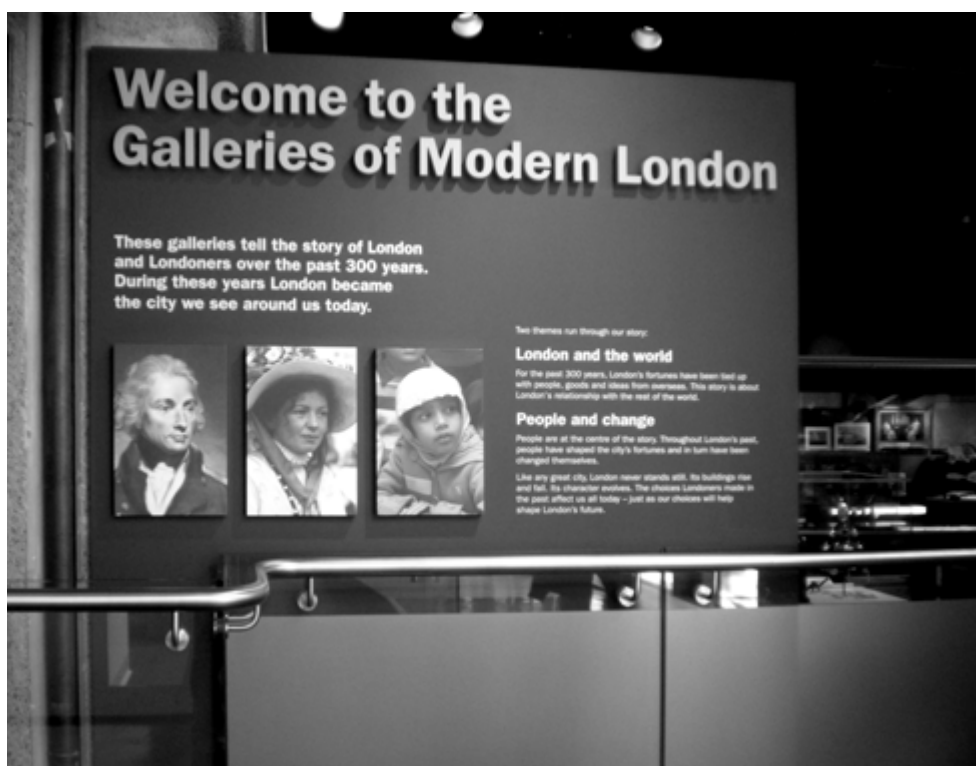 Welcome to the
Galleries of Modern London
These galleries tell the story of London
and Londoners over the past 300 years.
During these years London became
the city we see around us today.
Two themes run through our story:
London and the world
For the past 300 years, London's fortunes have been tied up
with people, goods and ideas from overseas. This story is about
London's relationship with the rest of the world.
People and change
People are at the centre of the story. Throughout London's past,
people have shaped the city's fortunes and in turn have been
changed themselves.
Like any great city, London never stands still. Its buildings rise
and fall. Its character evolves. The choices Londoners made in
the past affect us all today – just as our choices will help
shape London's future.